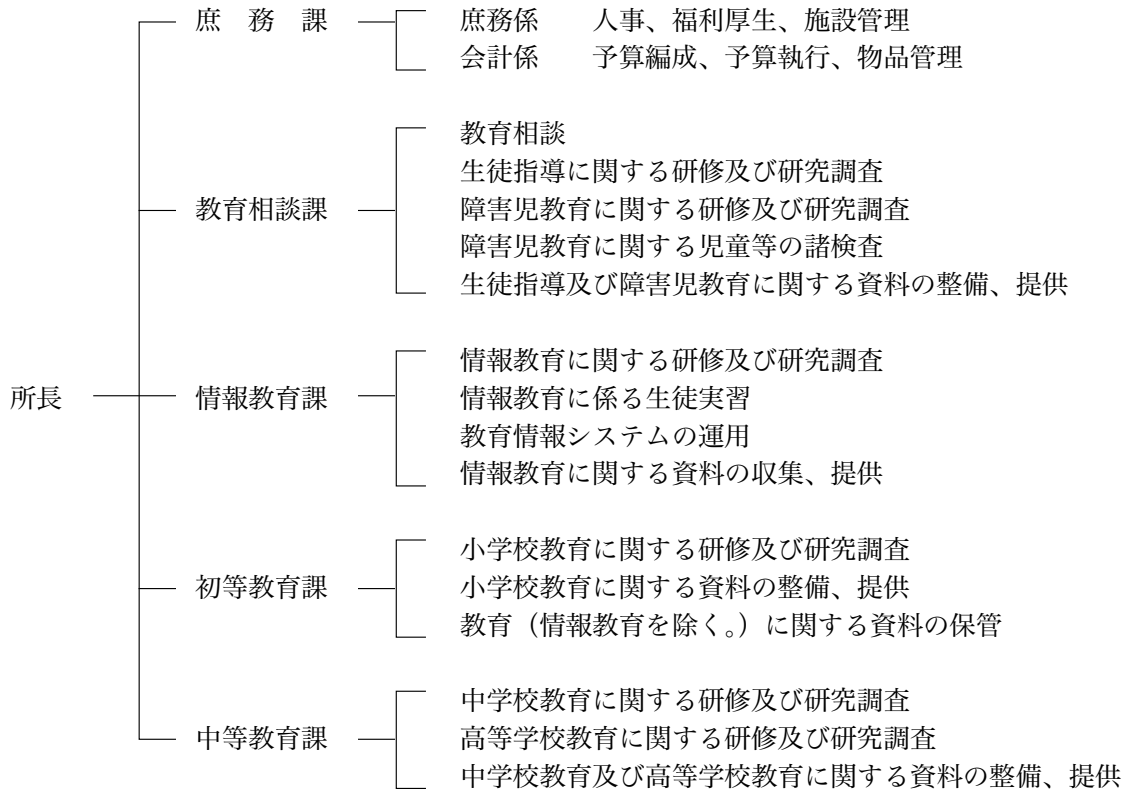 庶　務　課
庶務係　　人事、福利厚生、施設管理
会計係　　予算編成、予算執行、物品管理
教育相談
生徒指導に関する研修及び研究調査
教育相談課　障害児教育に関する研修及び研究調査
障害児教育に関する児童等の諸検査
生徒指導及び障害児教育に関する資料の整備、提供
情報教育に関する研修及び研究調査
所長　情報教育課　情報教育に係る生徒実習
教育情報システムの運用
情報教育に関する資料の収集、提供
小学校教育に関する研修及び研究調査
初等教育課　小学校教育に関する資料の整備、提供
教育（情報教育を除く。）に関する資料の保管
中学校教育に関する研修及び研究調査
中等教育課　高等学校教育に関する研修及び研究調査
中学校教育及び高等学校教育に関する資料の整備、提供